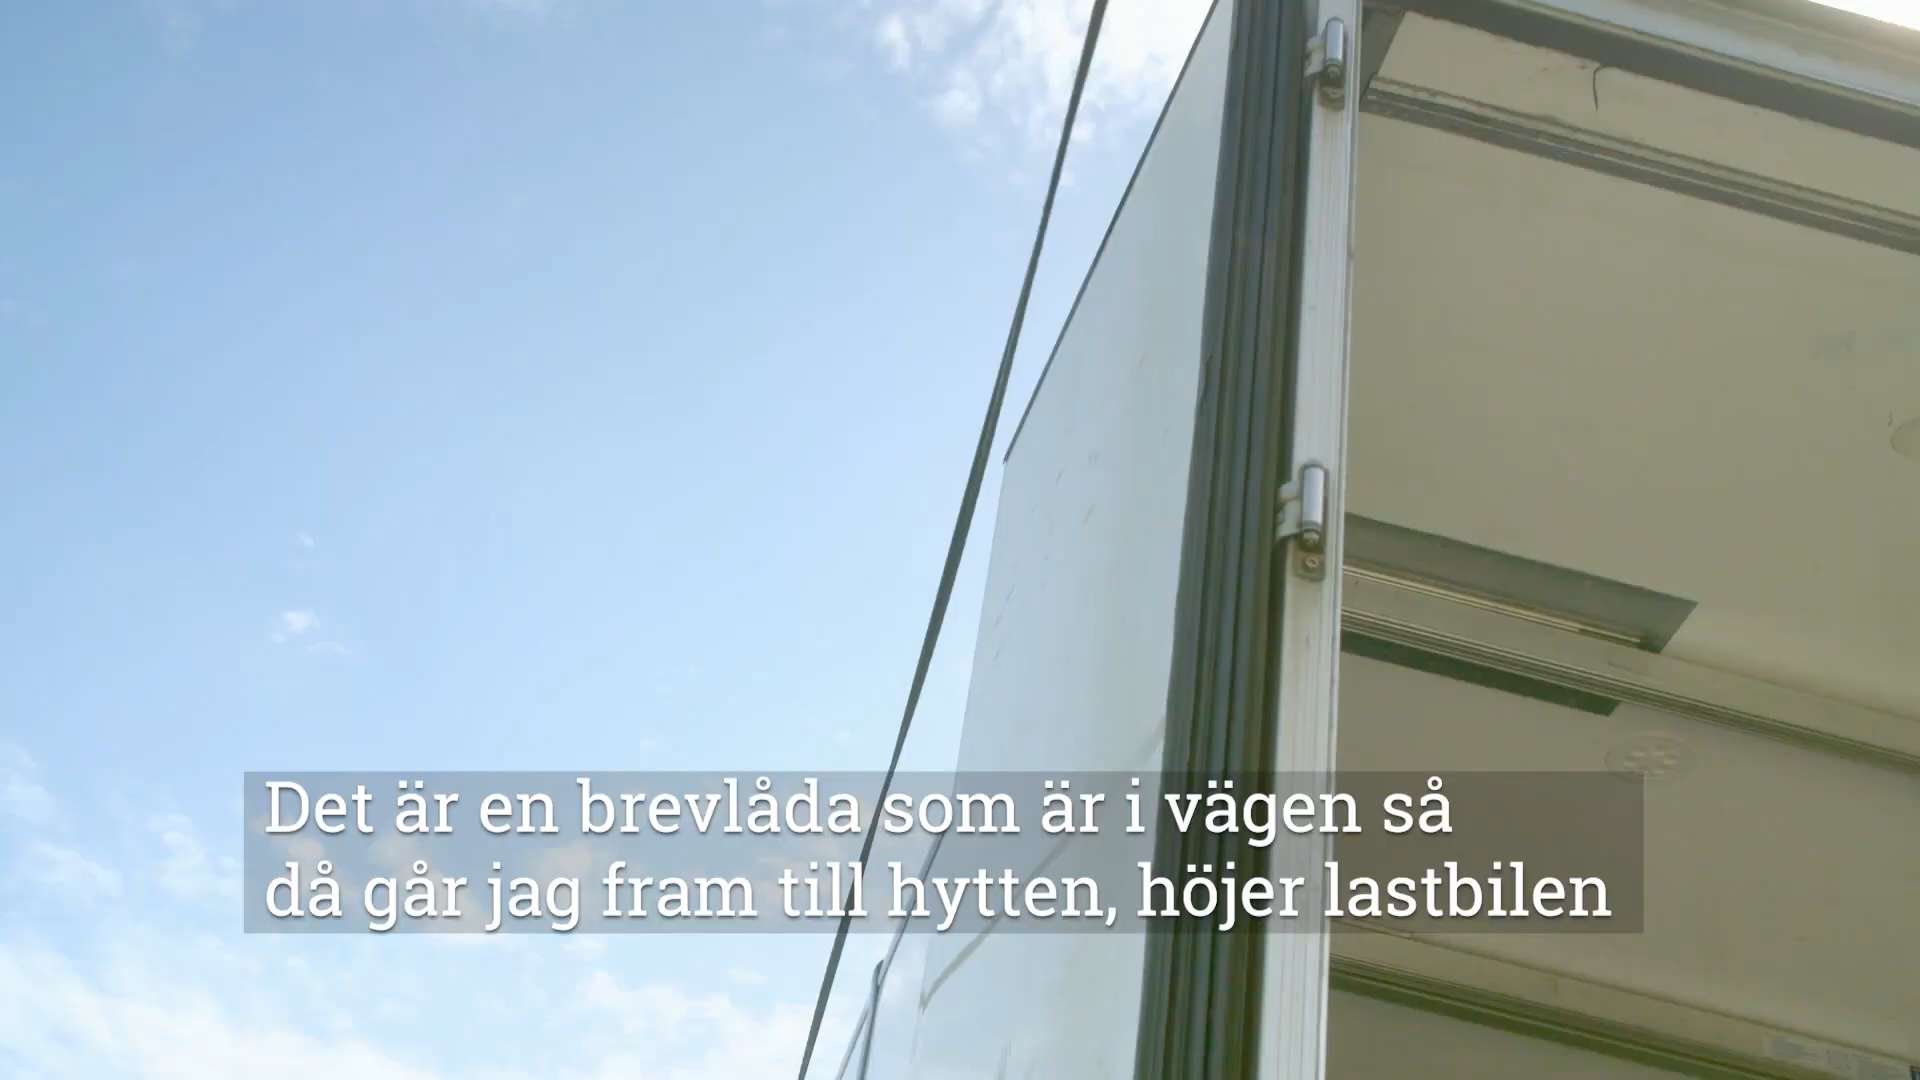 Det är en brevlåda som är i vägen så
då går jag fram till hytten, höjer lastbilen